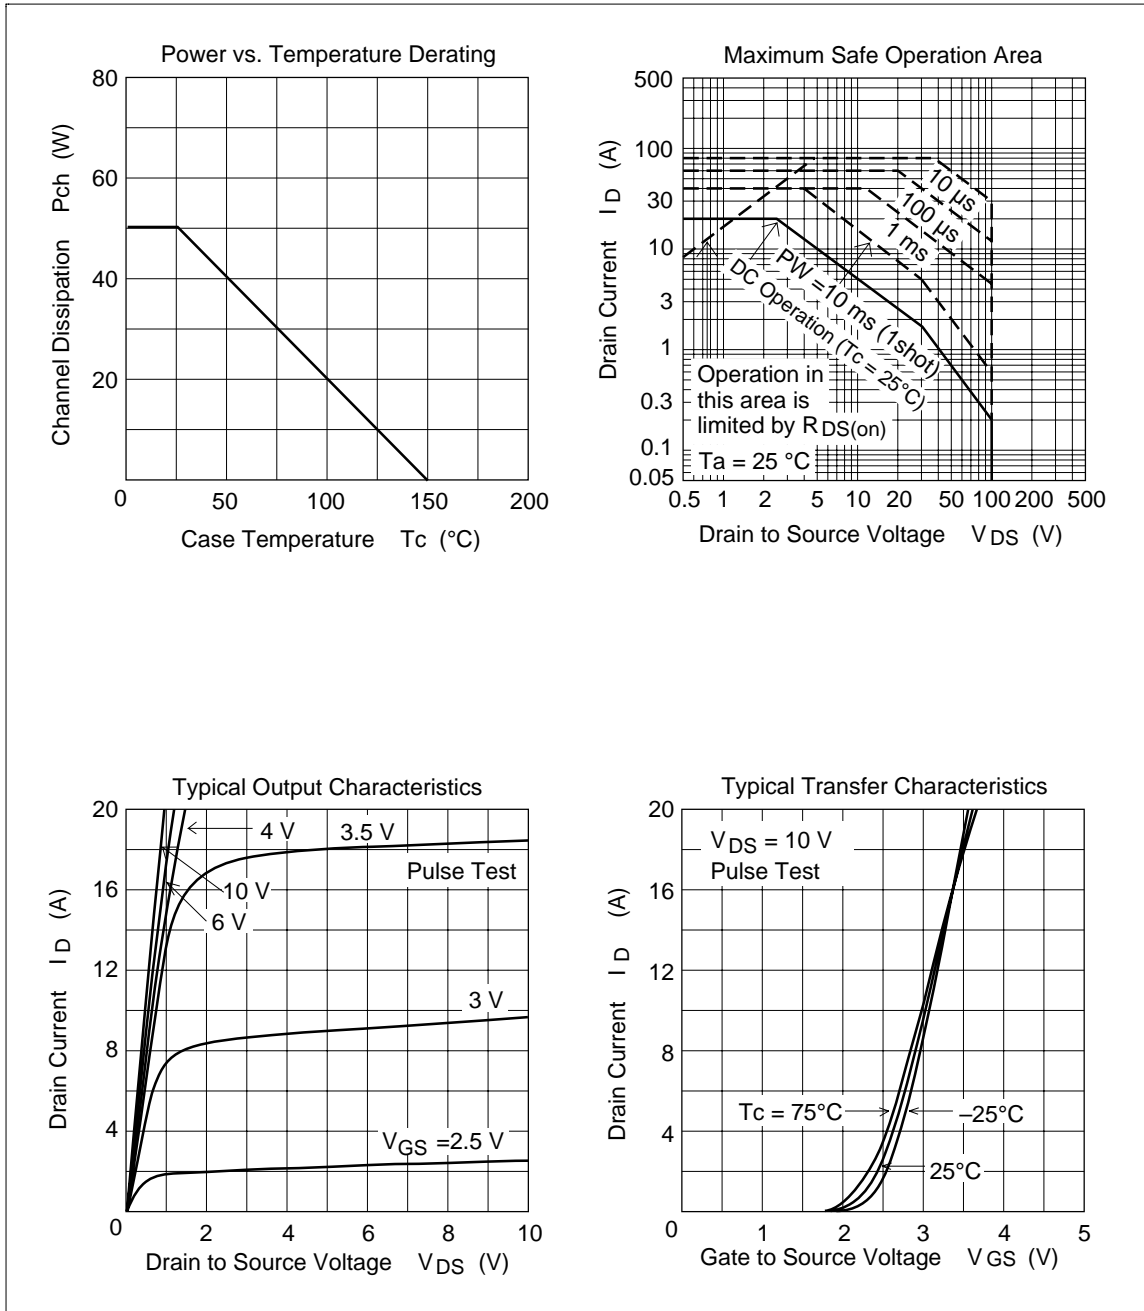 Power vs. Temperature Derating
80
60
40
20
0
50
100
150
200
Channel Dissipation Pch (W)
Case Temperature Tc (°C)
Maximum Safe Operation Area
500
100
30
10
3
1
0.3
0.1
0.05
0.5 1 2 5 10 20 50 100 200 500
Drain Current I D (A)
10 µs
100 µs
1 ms
PW = 10 ms (1shot)
DC Operation (Tc = 25°C)
Operation in
this area is
limited by R DS(on)
Ta = 25 °C
Drain to Source Voltage V DS (V)
Typical Output Characteristics
20
16
12
8
4
0
2
4
6
8
10
Drain Current I D (A)
4 V
3.5 V
Pulse Test
10 V
6 V
3 V
V GS =2.5 V
Drain to Source Voltage V DS (V)
Typical Transfer Characteristics
20
16
12
8
4
0
1
2
3
4
5
Drain Current I D (A)
V DS = 10 V
Pulse Test
Tc = 75°C
–25°C
25°C
Gate to Source Voltage V GS (V)